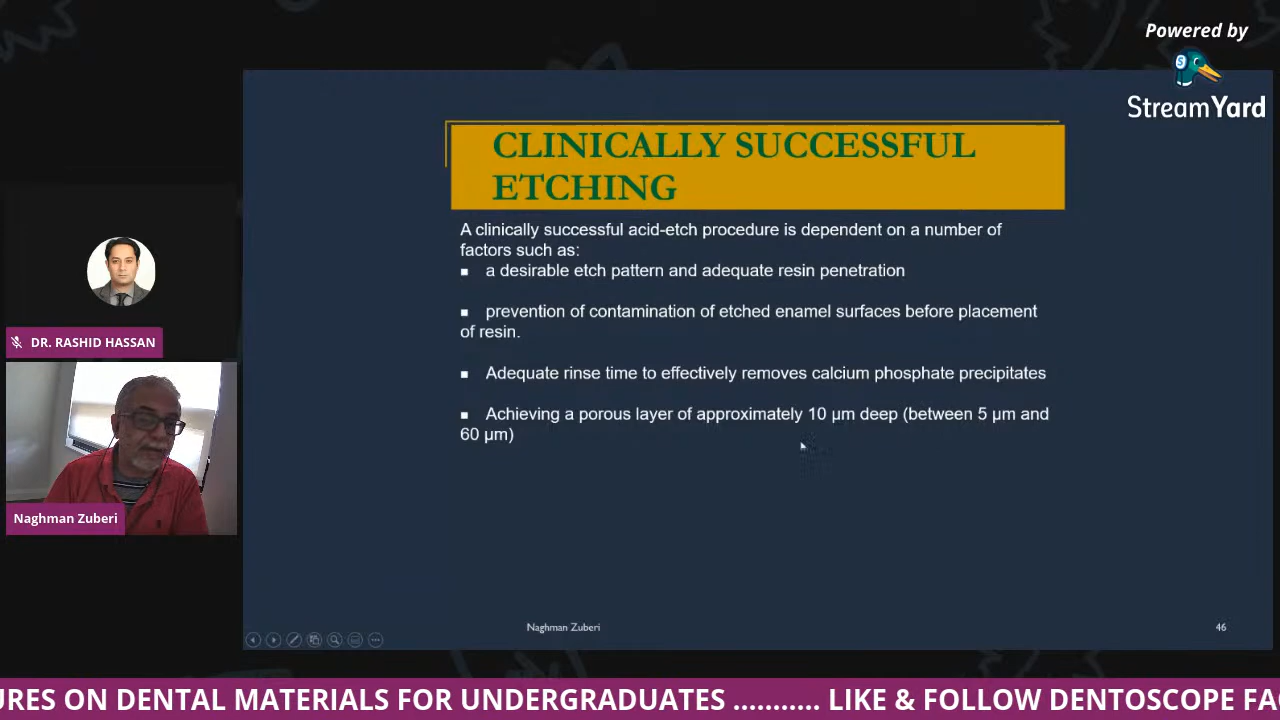 Powered by
StreamYard
CLINICALLY SUCCESSFUL
ETCHING
A clinically successful acid-etch procedure is dependent on a number of
factors such as:
▪ a desirable etch pattern and adequate resin penetration
▪ prevention of contamination of etched enamel surfaces before placement
of resin.
▪ Adequate rinse time to effectively removes calcium phosphate precipitates
▪ Achieving a porous layer of approximately 10 µm deep (between 5 µm and
60 µm)
DR. RASHID HASSAN
Naghman Zuberi
Naghman Zuberi
46
URES ON DENTAL MATERIALS FOR UNDERGRADUATES .......... LIKE & FOLLOW DENTOSCOPE FA